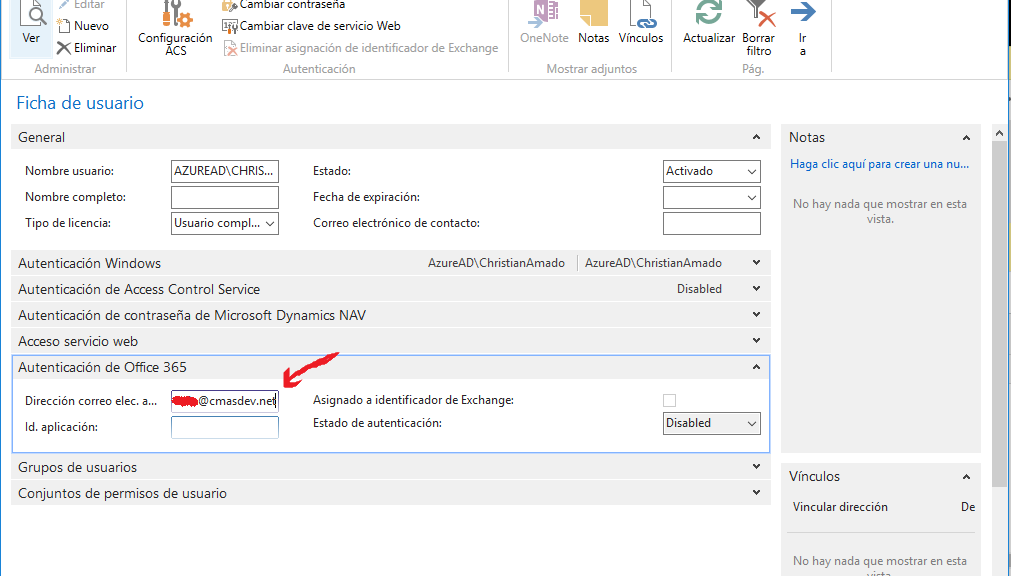 Editar
Cambiar contraseña
Ver
Nuevo
Eliminar
Configuración
ACS
Cambiar clave de servicio Web
Eliminar asignación de identificador de Exchange
OneNote
Notas
Vínculos
Actualizar
Borrar
filtro
Ir
a
Administrar
Autenticación
Mostrar adjuntos
Pág.
Ficha de usuario
General
Nombre usuario: AZUREAD\CHRIS... Estado: Activado
Nombre completo: Fecha de expiración:
Tipo de licencia: Usuario compl... Correo electrónico de contacto:
Autenticación Windows AzureAD\ChristianAmado AzureAD\ChristianAmado
Autenticación de Access Control Service Disabled
Autenticación de contraseña de Microsoft Dynamics NAV
Acceso servicio web
Autenticación de Office 365
Dirección correo elec. a... @cmasdev.net Asignado a identificador de Exchange:
Id. aplicación: Estado de autenticación: Disabled
Grupos de usuarios
Conjuntos de permisos de usuario
Notas
Haga clic aquí para crear una nu...
No hay nada que mostrar en esta
vista.
Vínculos
Vincular dirección De
No hay nada que mostrar en esta
vista.